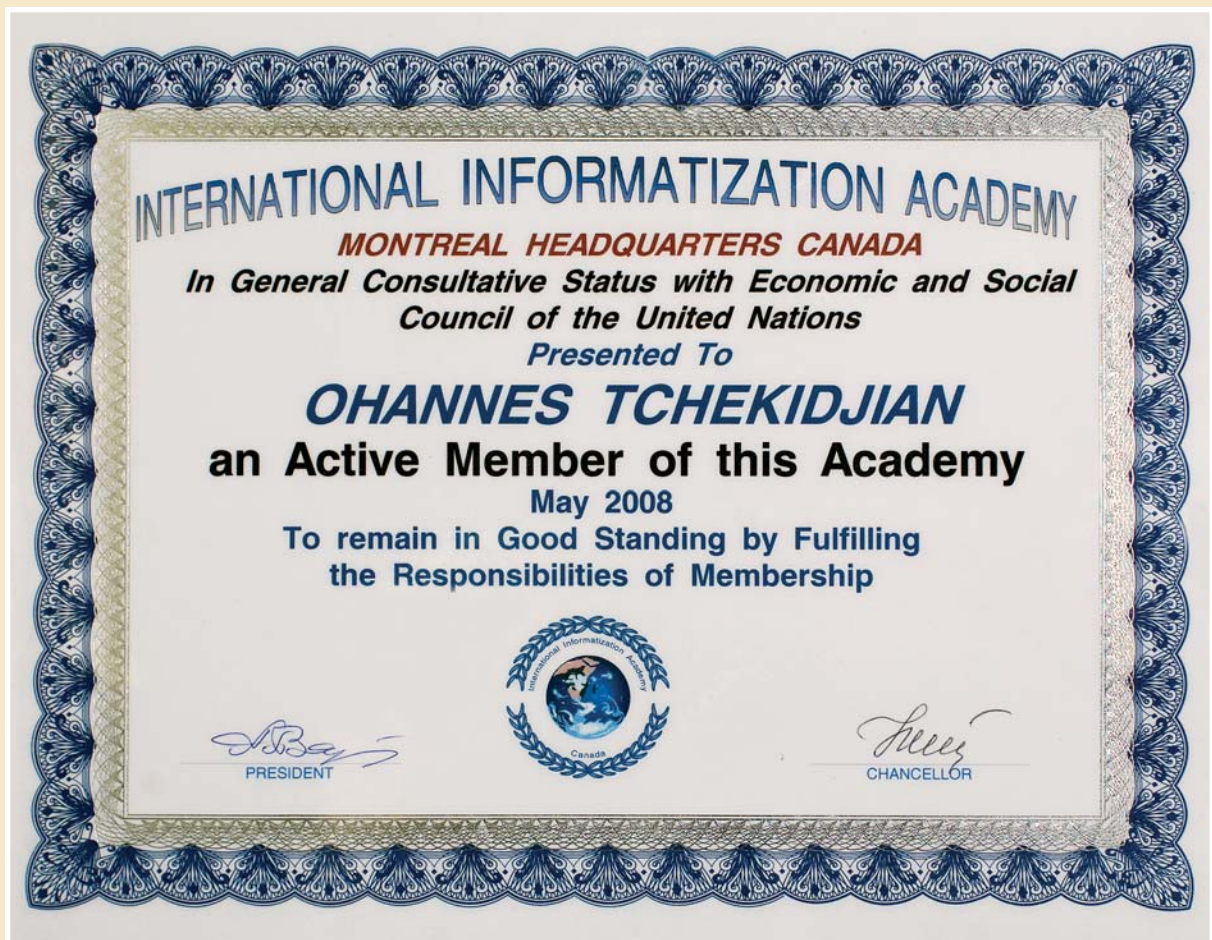 INTERNATIONAL INFORMATIZATION ACADEMY
MONTREAL HEADQUARTERS CANADA
In General Consultative Status with Economic and Social
Council of the United Nations
Presented To
OHANNES TCHEKIDJIAN
an Active Member of this Academy
May 2008
To remain in Good Standing by Fulfilling
the Responsibilities of Membership
International Informatization Academy
Canada
PRESIDENT
CHANCELLOR